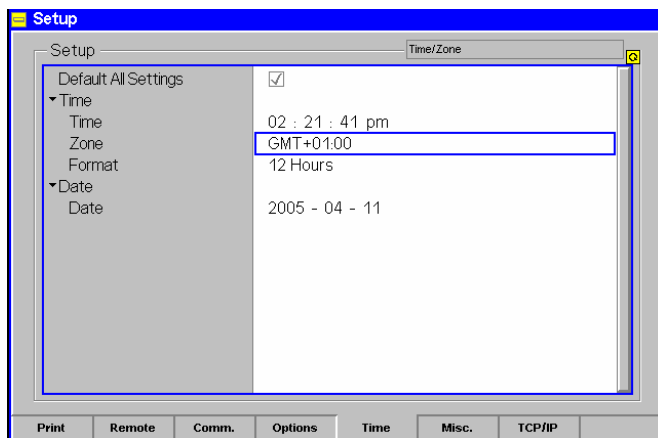 Setup
Setup
Time/Zone
Default All Settings
Time
Time 02 : 21 : 41 pm
Zone GMT+01:00
Format 12 Hours
Date
Date 2005 - 04 - 11
Print Remote Comm. Options Time Misc. TCP/IP